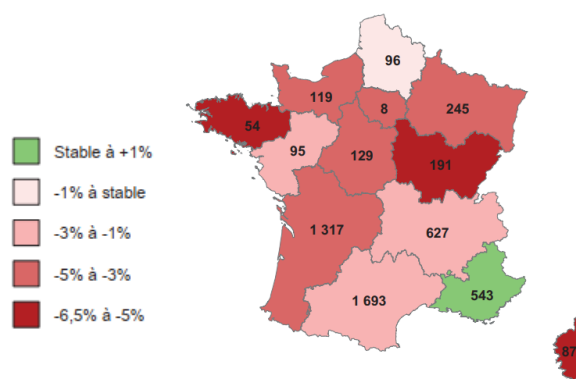 96
119
8
245
54
95
129
191
1 317
627
1 693
543
87
Stable à +1%
-1% à stable
-3% à -1%
-5% à -3%
-6,5% à -5%